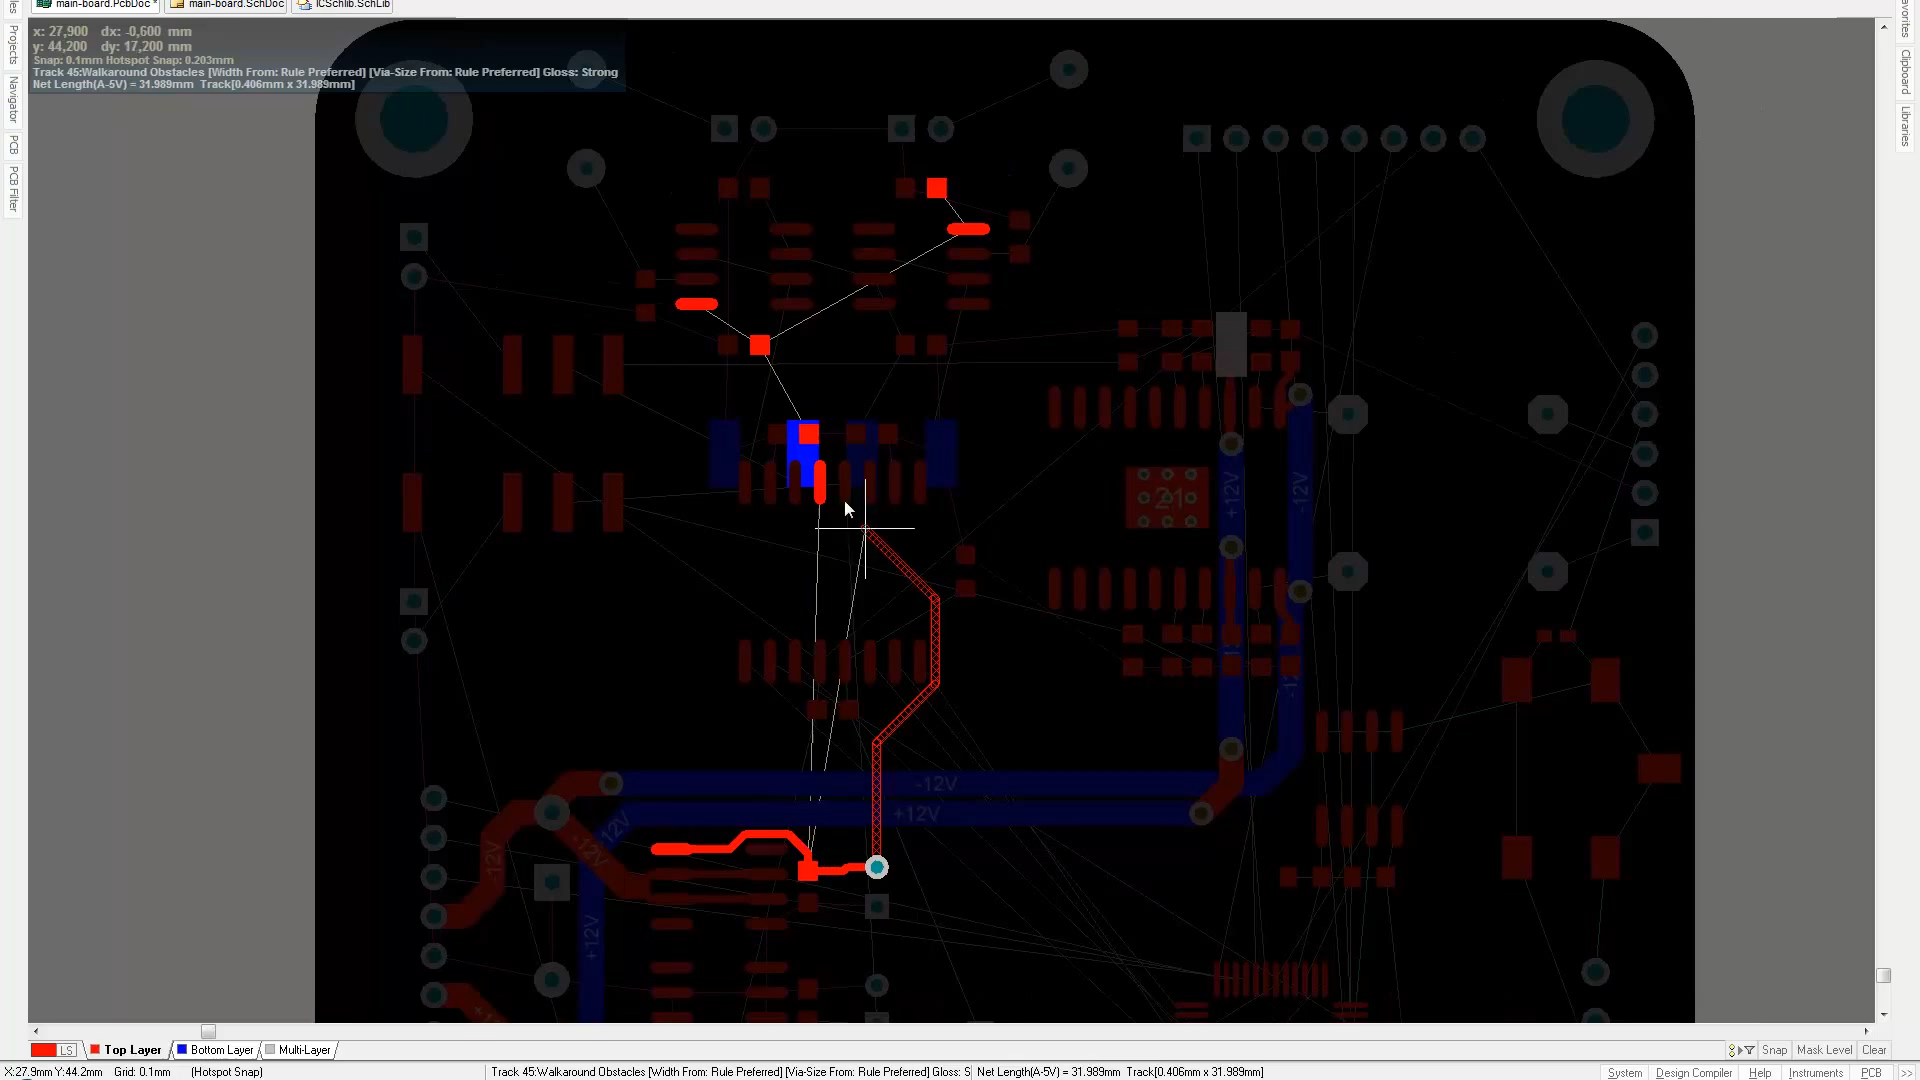 main-board.PcbDoc *
main-board.SchDoc
ICSchlib.SchLib
Projects
Navigator
PCB
PCB Filter
Clipboard
Libraries
x: 27,900 dx: -0,600 mm
y: 44,200 dy: 17,200 mm
Snap: 0.1mm Hotspot Snap: 0.203mm
Track 45:Walkaround Obstacles [Width From: Rule Preferred] [Via-Size From: Rule Preferred] Gloss: Strong
Net Length(A-5V) = 31.989mm Track[0.406mm x 31.989mm]
+12V
-12V
21
-12
-12V
+12V
+12V
-12V
-12V
+12V
LS
Top Layer
Bottom Layer
Multi-Layer
Snap
Mask Level
Clear
X:27.9mm Y:44.2mm Grid: 0.1mm (Hotspot Snap)
Track 45:Walkaround Obstacles [Width From: Rule Preferred] [Via-Size From: Rule Preferred] Gloss: S
Net Length(A-5V) = 31.989mm Track[0.406mm x 31.989mm]
System
Design Compiler
Help
Instruments
PCB
>>